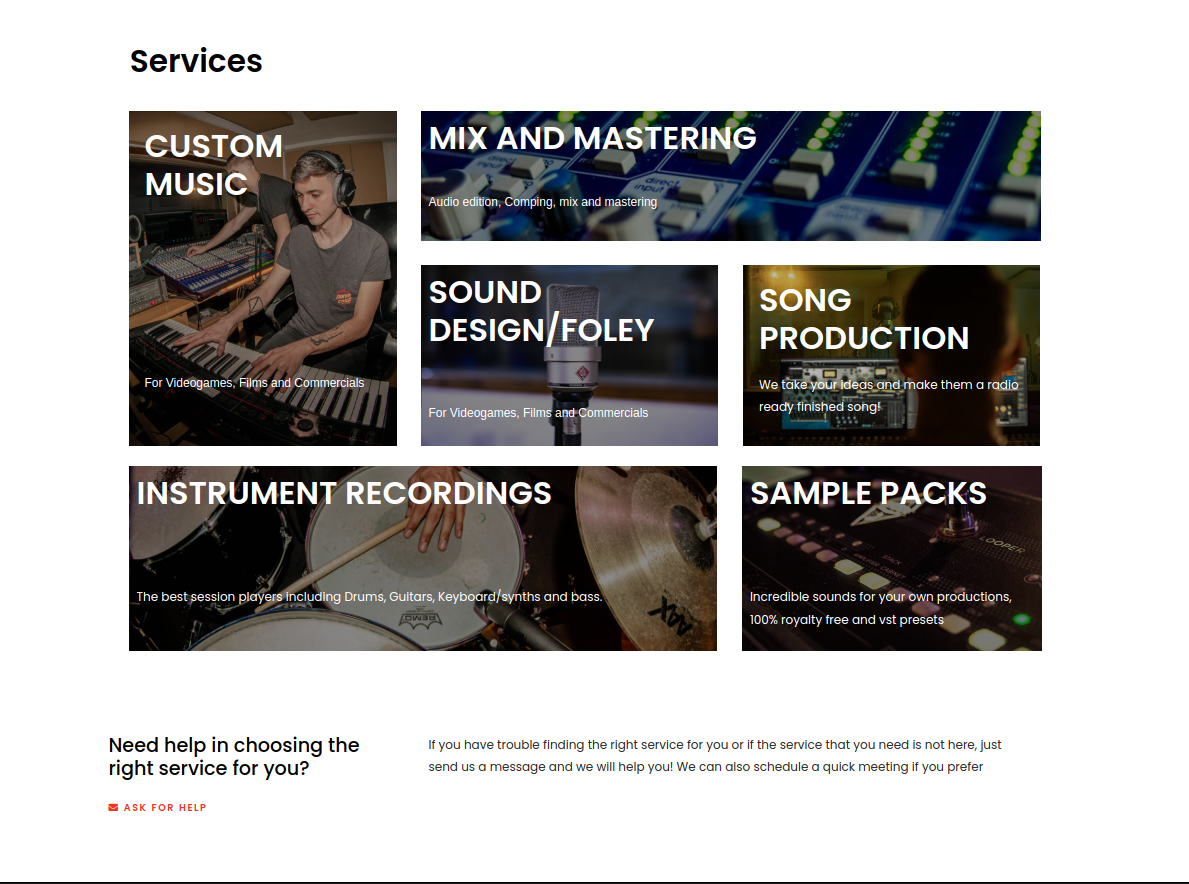 Services
CUSTOM
MUSIC
For Videogames, Films and Commercials
MIX AND MASTERING
Audio edition, Comping, mix and mastering
SOUND
DESIGN/FOLEY
For Videogames, Films and Commercials
SONG
PRODUCTION
We take your ideas and make them a radio
ready finished song!
INSTRUMENT RECORDINGS
The best session players including Drums, Guitars, Keyboard/synths and bass.
REMO
A4X
SAMPLE PACKS
LOOPER
STACK
Incredible sounds for your own productions,
100% royalty free and vst presets
Need help in choosing the
right service for you?
ASK FOR HELP
If you have trouble finding the right service for you or if the service that you need is not here, just
send us a message and we will help you! We can also schedule a quick meeting if you prefer